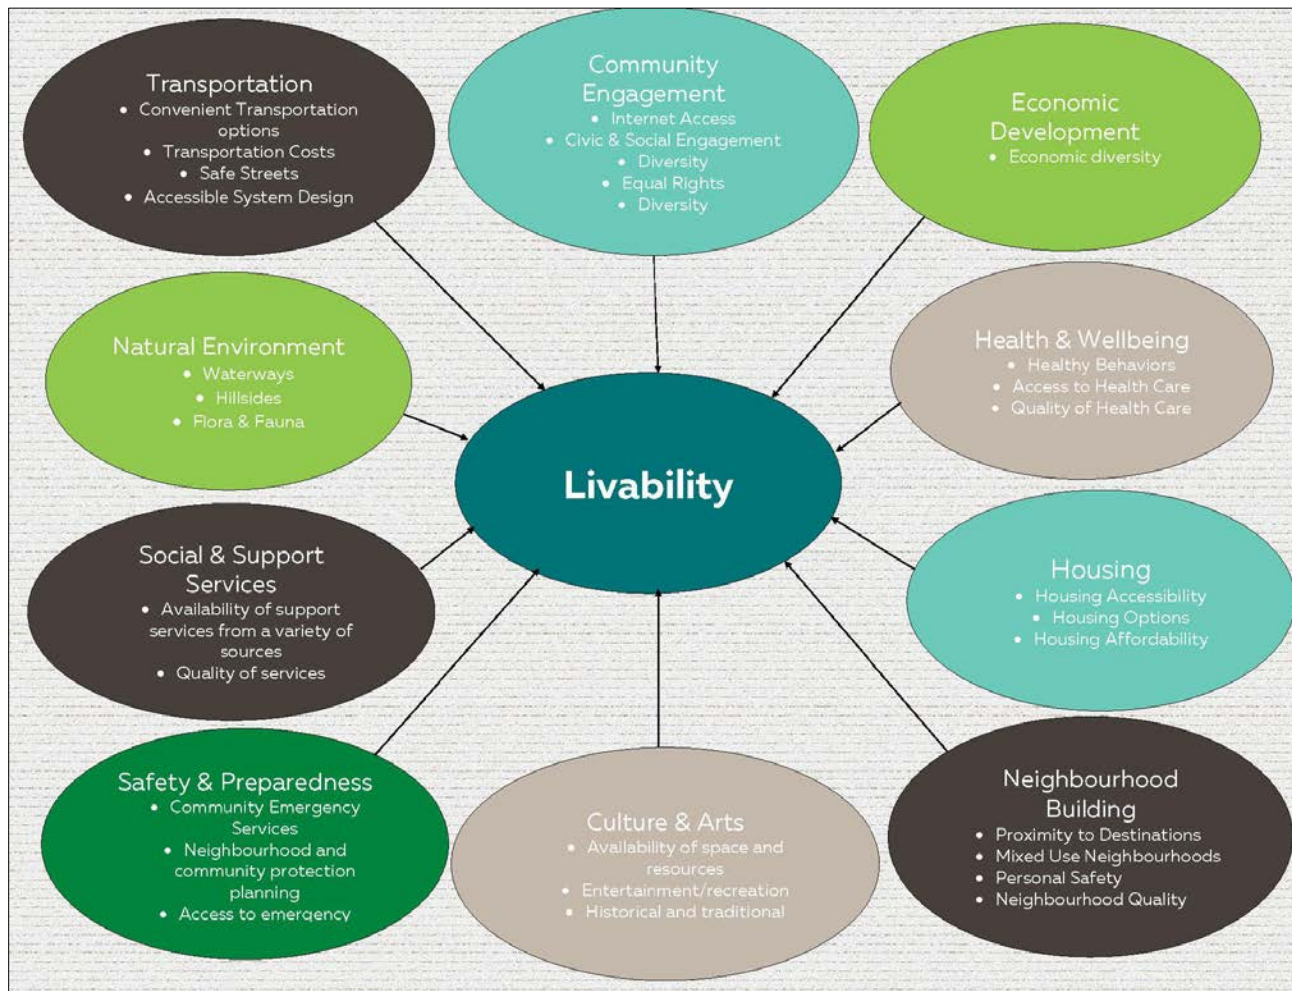 Transportation
• Convenient Transportation
options
• Transportation Costs
• Safe Streets
• Accessible System Design
Community
Engagement
• Internet Access
• Civic & Social Engagement
• Diversity
• Equal Rights
• Diversity
Economic
Development
• Economic diversity
Natural Environment
• Waterways
• Hillsides
• Flora & Fauna
Health & Wellbeing
• Healthy Behaviors
• Access to Health Care
• Quality of Health Care
Livability
Social & Support
Services
• Availability of support
services from a variety of
sources
• Quality of services
Housing
• Housing Accessibility
• Housing Options
• Housing Affordability
Safety & Preparedness
• Community Emergency
Services
• Neighbourhood and
community protection
planning
• Access to emergency
Culture & Arts
• Availability of space and
resources
• Entertainment/recreation
• Historical and traditional
Neighbourhood
Building
• Proximity to Destinations
• Mixed Use Neighbourhoods
• Personal Safety
• Neighbourhood Quality